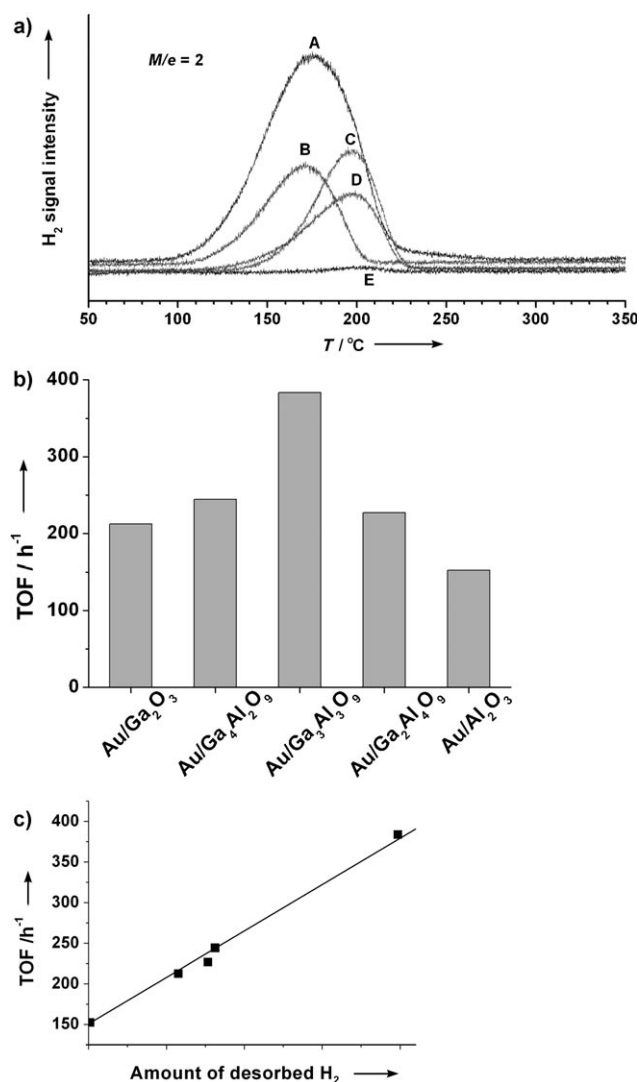 a)
M/e = 2
A
B
C
D
E
H₂ signal intensity
50 100 150 200 250 300 350
T / °C
b)
400
300
200
100
0
TOF / h⁻¹
Au/Ga₂O₃
Au/Ga₄Al₂O₉
Au/Ga₃Al₃O₉
Au/Ga₂Al₄O₉
Au/Al₂O₃
c)
400
350
300
250
200
150
TOF /h⁻¹
Amount of desorbed H₂